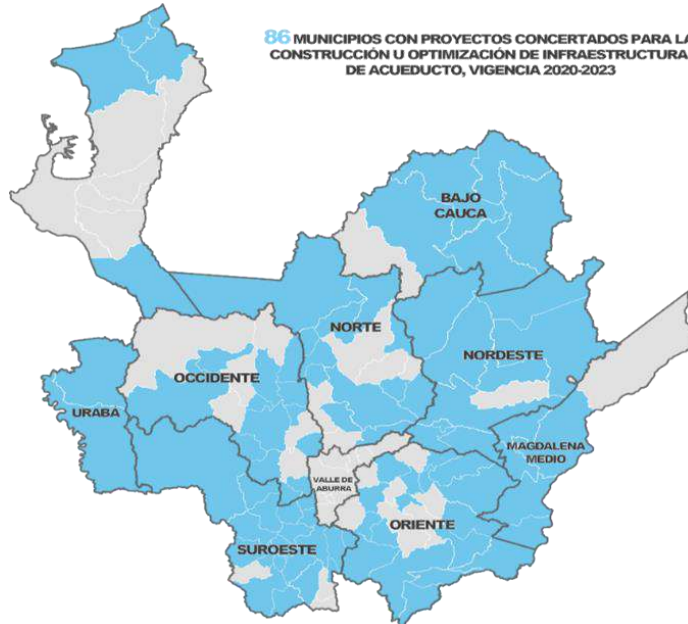 86 MUNICIPIOS CON PROYECTOS CONCERTADOS PARA LA
CONSTRUCCIÓN U OPTIMIZACIÓN DE INFRAESTRUCTURA
DE ACUEDUCTO, VIGENCIA 2020-2023
BAJO
CAUCA
NORTE
NORDESTE
OCCIDENTE
URABÁ
MAGDALENA
MEDIO
VALLE DE
ABURRA
ORIENTE
SUROESTE